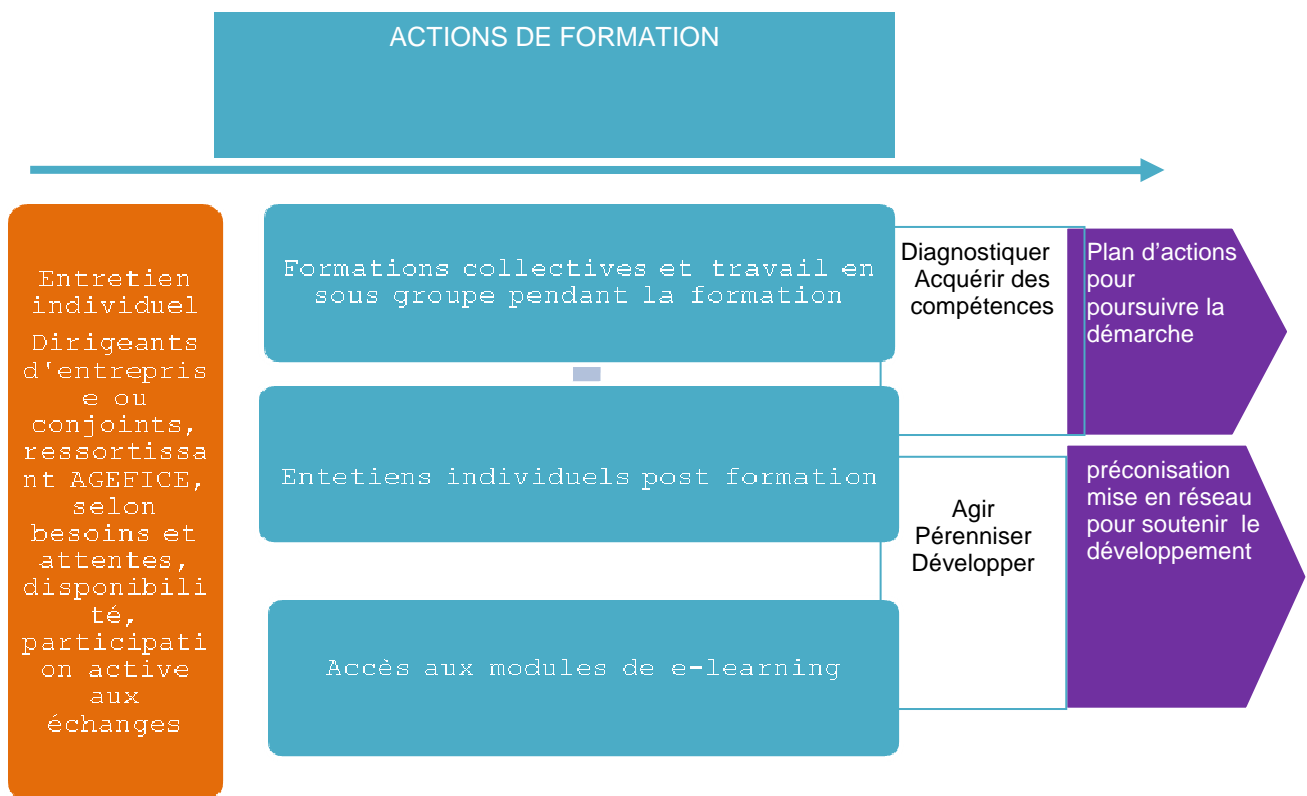 ACTIONS DE FORMATION
Entretien
individuel
Dirigeants
d'entrepris
e ou
conjoints,
ressortissa
nt AGEFICE,
selon
besoins et
attentes,
disponibili
té,
participati
on active
aux
échanges
Formations collectives et travail en
sous groupe pendant la formation
Entetiens individuels post formation
Accès aux modules de e-learning
Diagnostiquer
Acquérir des
compétences
Agir
Pérenniser
Développer
Plan d’actions
pour
poursuivre la
démarche
préconisation
mise en réseau
pour soutenir le
développement